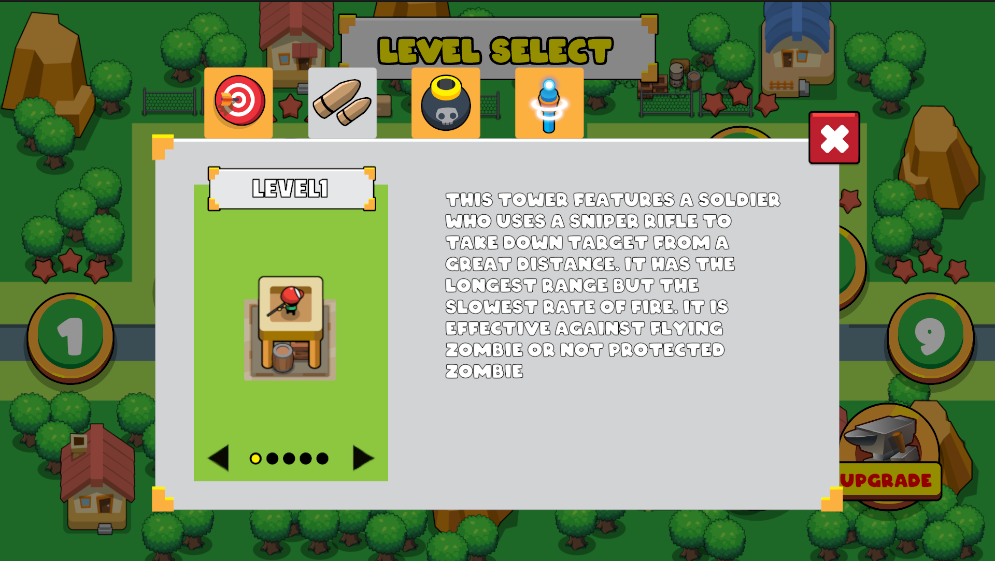 LEVEL SELECT
LEVEL1
THIS TOWER FEATURES A SOLDIER
WHO USES A SNIPER RIFLE TO
TAKE DOWN TARGET FROM A
GREAT DISTANCE. IT HAS THE
LONGEST RANGE BUT THE
SLOWEST RATE OF FIRE. IT IS
EFFECTIVE AGAINST FLYING
ZOMBIE OR NOT PROTECTED
ZOMBIE
1
9
UPGRADE